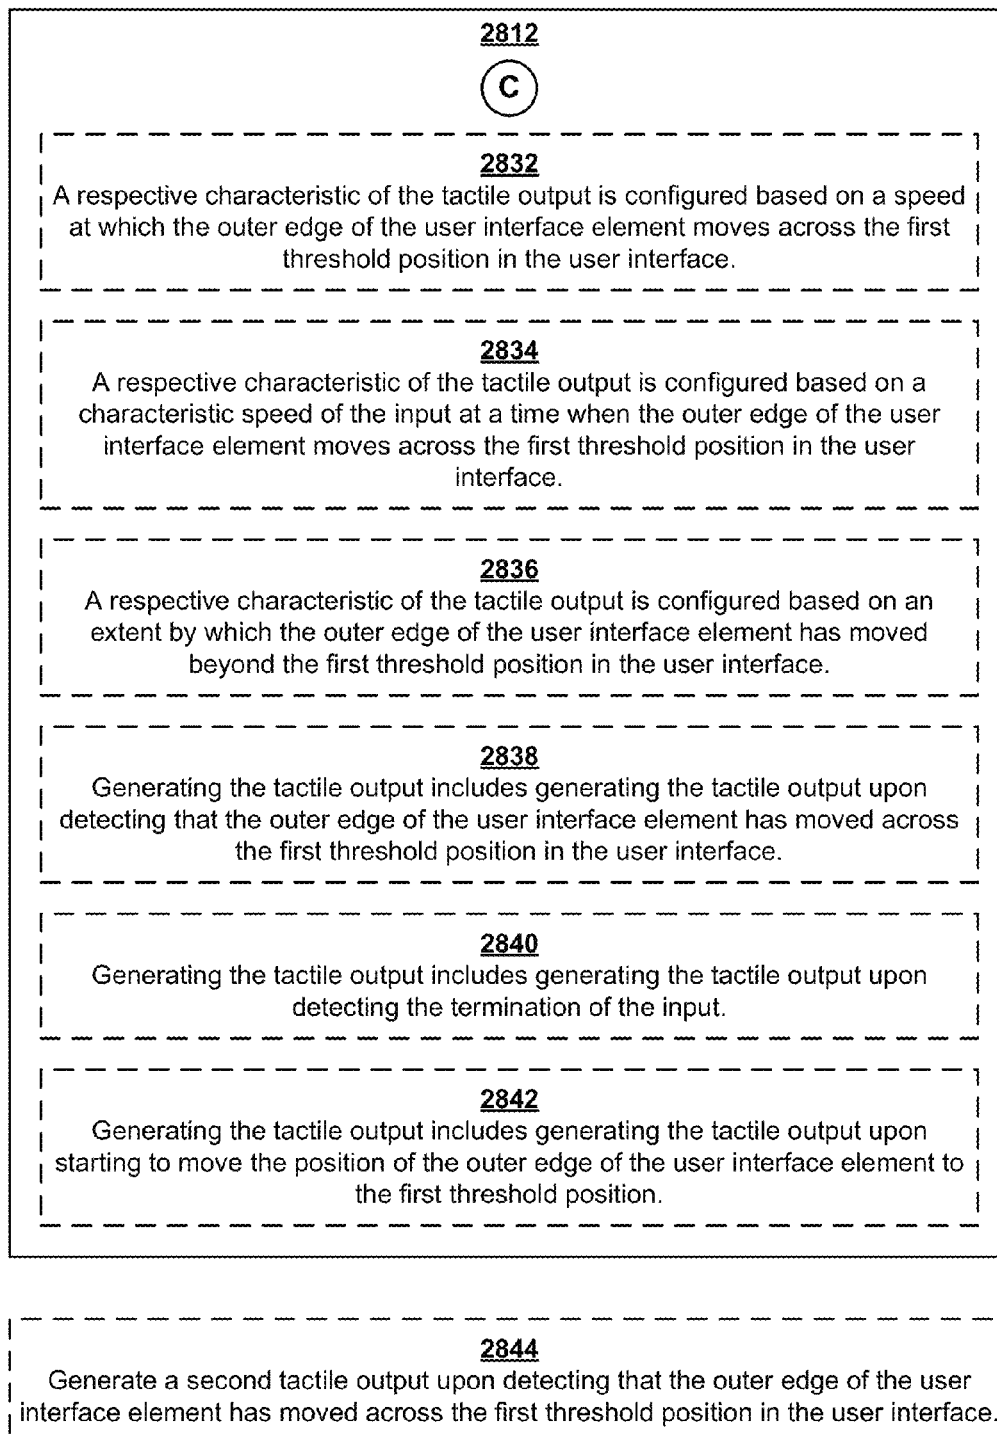 2812
C
2832
A respective characteristic of the tactile output is configured based on a speed
at which the outer edge of the user interface element moves across the first
threshold position in the user interface.
2834
A respective characteristic of the tactile output is configured based on a
characteristic speed of the input at a time when the outer edge of the user
interface element moves across the first threshold position in the user
interface.
2836
A respective characteristic of the tactile output is configured based on an
extent by which the outer edge of the user interface element has moved
beyond the first threshold position in the user interface.
2838
Generating the tactile output includes generating the tactile output upon
detecting that the outer edge of the user interface element has moved across
the first threshold position in the user interface.
2840
Generating the tactile output includes generating the tactile output upon
detecting the termination of the input.
2842
Generating the tactile output includes generating the tactile output upon
starting to move the position of the outer edge of the user interface element to
the first threshold position.
2844
Generate a second tactile output upon detecting that the outer edge of the user
interface element has moved across the first threshold position in the user interface.